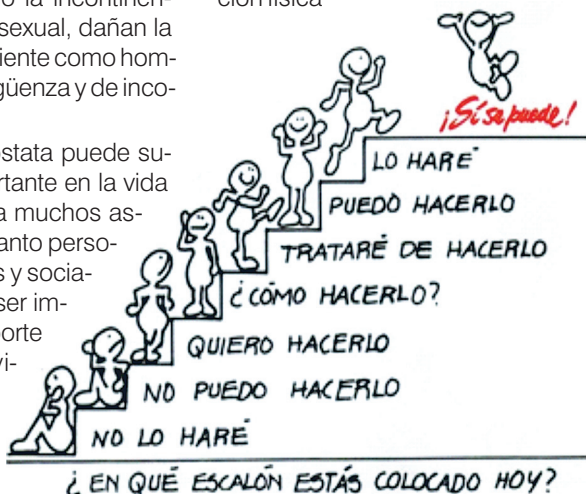 o la incontinen-
sexual, dañan la
iente como hom-
güenza y de inco-
ostata puede su-
rtante en la vida
a muchos as-
anto perso-
s y socia-
ser im-
porte
vi-
ción física
¡Sí se puede!
LO HARÉ
PUEDO HACERLO
TRATARÉ DE HACERLO
¿CÓMO HACERLO?
QUIERO HACERLO
NO PUEDO HACERLO
NO LO HARÉ
¿EN QUÉ ESCALÓN ESTÁS COLOCADO HOY?